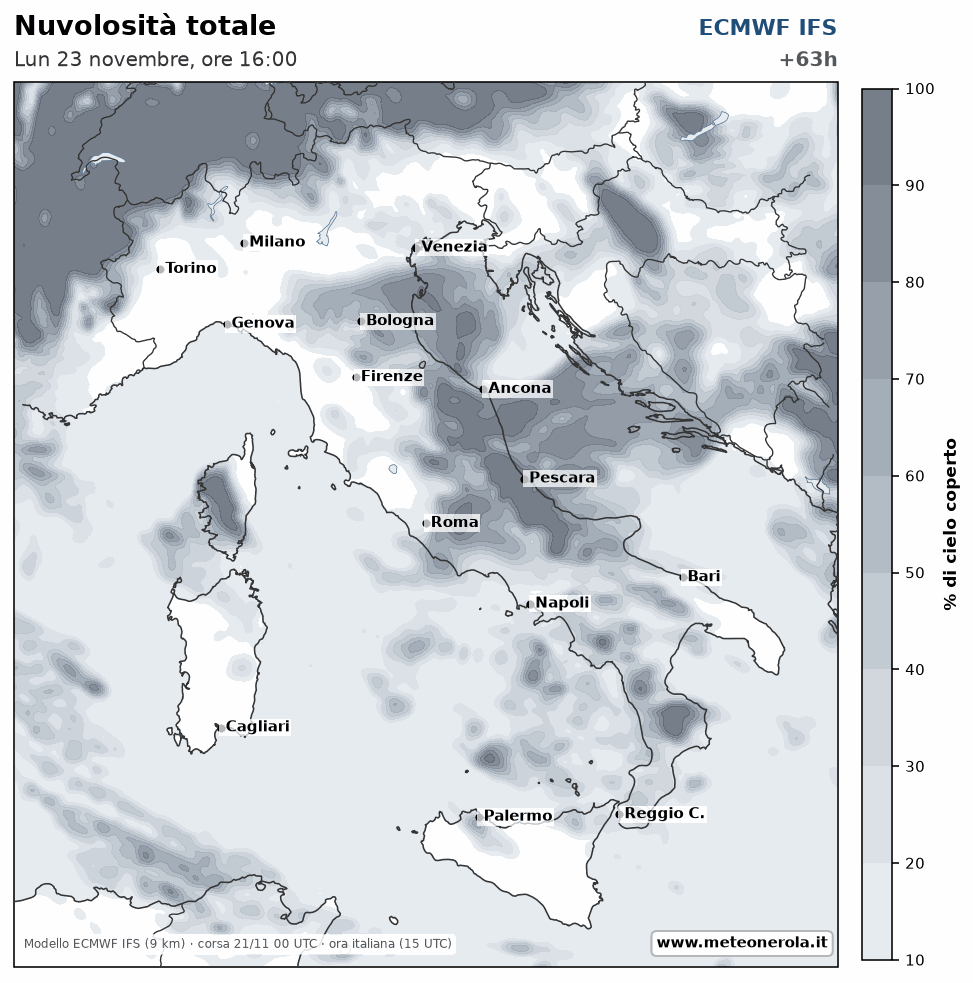 Nuvolosità totale
ECMWF IFS
Lun 23 novembre, ore 16:00
+63h
100
90
80
70
60
50
40
30
20
10
% di cielo coperto
Milano
Venezia
Torino
Genova
Bologna
Firenze
Ancona
Pescara
Roma
Bari
Napoli
Cagliari
Palermo
Reggio C.
Modello ECMWF IFS (9 km) · corsa 21/11 00 UTC · ora italiana (15 UTC)
www.meteonerola.it